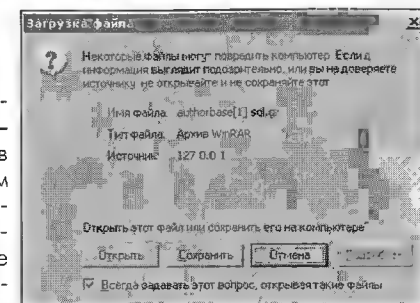 Загрузка файла
Некоторые файлы могут повредить компьютер. Если
информация выглядит подозрительно, или вы не доверяете
источнику, не открывайте и не сохраняйте этот
Имя файла: authorbase[1].sql.gz
Тип файла: Архив WinRAR
Источник: 127.0.0.1
Открыть этот файл или сохранить его на компьютере
Открыть Сохранить Отмена
Всегда задавать этот вопрос, открывая такие файлы
в
м
е